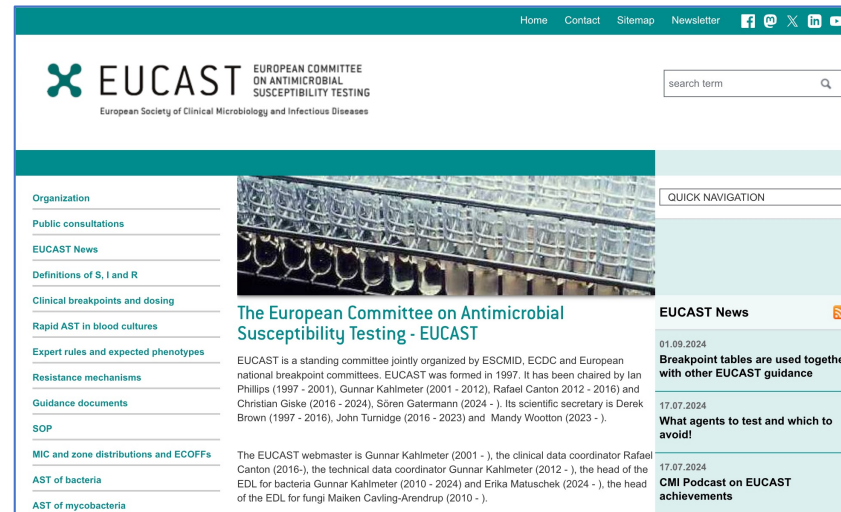 Home Contact Sitemap Newsletter
EUCAST
EUROPEAN COMMITTEE
ON ANTIMICROBIAL
SUSCEPTIBILITY TESTING
European Society of Clinical Microbiology and Infectious Diseases
search term
Organization
Public consultations
EUCAST News
Definitions of S, I and R
Clinical breakpoints and dosing
Rapid AST in blood cultures
Expert rules and expected phenotypes
Resistance mechanisms
Guidance documents
SOP
MIC and zone distributions and ECOFFs
AST of bacteria
AST of mycobacteria
The European Committee on Antimicrobial
Susceptibility Testing - EUCAST
EUCAST is a standing committee jointly organized by ESCMID, ECDC and European
national breakpoint committees. EUCAST was formed in 1997. It has been chaired by Ian
Phillips (1997 - 2001), Gunnar Kahlmeter (2001 - 2012), Rafael Canton 2012 - 2016) and
Christian Giske (2016 - 2024), Sören Gatermann (2024 - ). Its scientific secretary is Derek
Brown (1997 - 2016), John Turnidge (2016 - 2023) and Mandy Wootton (2023 - ).
The EUCAST webmaster is Gunnar Kahlmeter (2001 - ), the clinical data coordinator Rafael
Canton (2016-), the technical data coordinator Gunnar Kahlmeter (2012 - ), the head of the
EDL for bacteria Gunnar Kahlmeter (2010 - 2024) and Erika Matuschek (2024 - ), the head
of the EDL for fungi Maiken Cavling-Arendrup (2010 - ).
QUICK NAVIGATION
EUCAST News
01.09.2024
Breakpoint tables are used togethe
with other EUCAST guidance
17.07.2024
What agents to test and which to
avoid!
17.07.2024
CMI Podcast on EUCAST
achievements